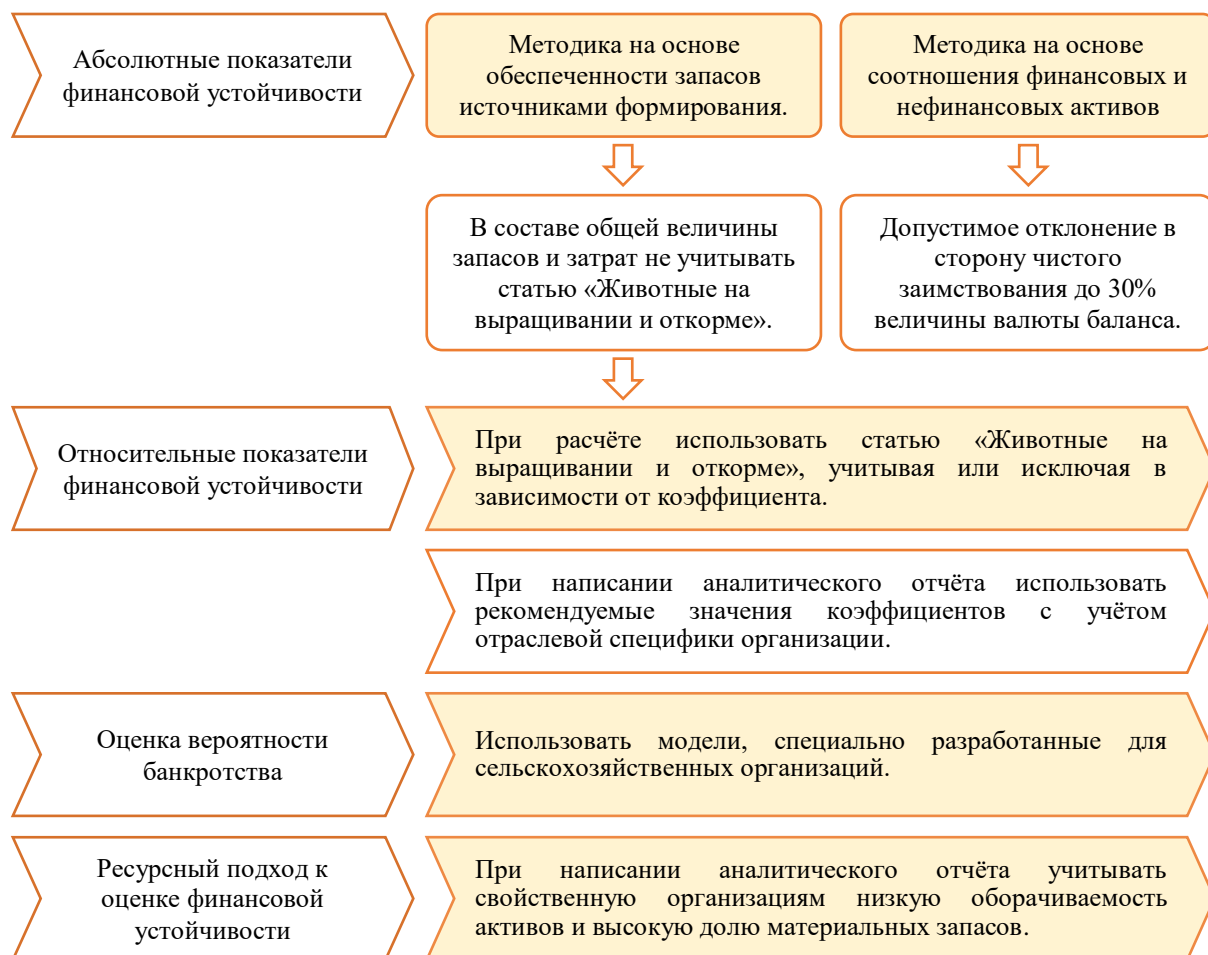 Абсолютные показатели
финансовой устойчивости
Методика на основе
обеспеченности запасов
источниками формирования.
Методика на основе
соотношения финансовых и
нефинансовых активов
В составе общей величины
запасов и затрат не учитывать
статью «Животные на
выращивании и откорме».
Допустимое отклонение в
сторону чистого
заимствования до 30%
величины валюты баланса.
Относительные показатели
финансовой устойчивости
При расчёте использовать статью «Животные на
выращивании и откорме», учитывая или исключая в
зависимости от коэффициента.
При написании аналитического отчёта использовать
рекомендуемые значения коэффициентов с учётом
отраслевой специфики организации.
Оценка вероятности
банкротства
Использовать модели, специально разработанные для
сельскохозяйственных организаций.
Ресурсный подход к
оценке финансовой
устойчивости
При написании аналитического отчёта учитывать
свойственную организациям низкую оборачиваемость
активов и высокую долю материальных запасов.